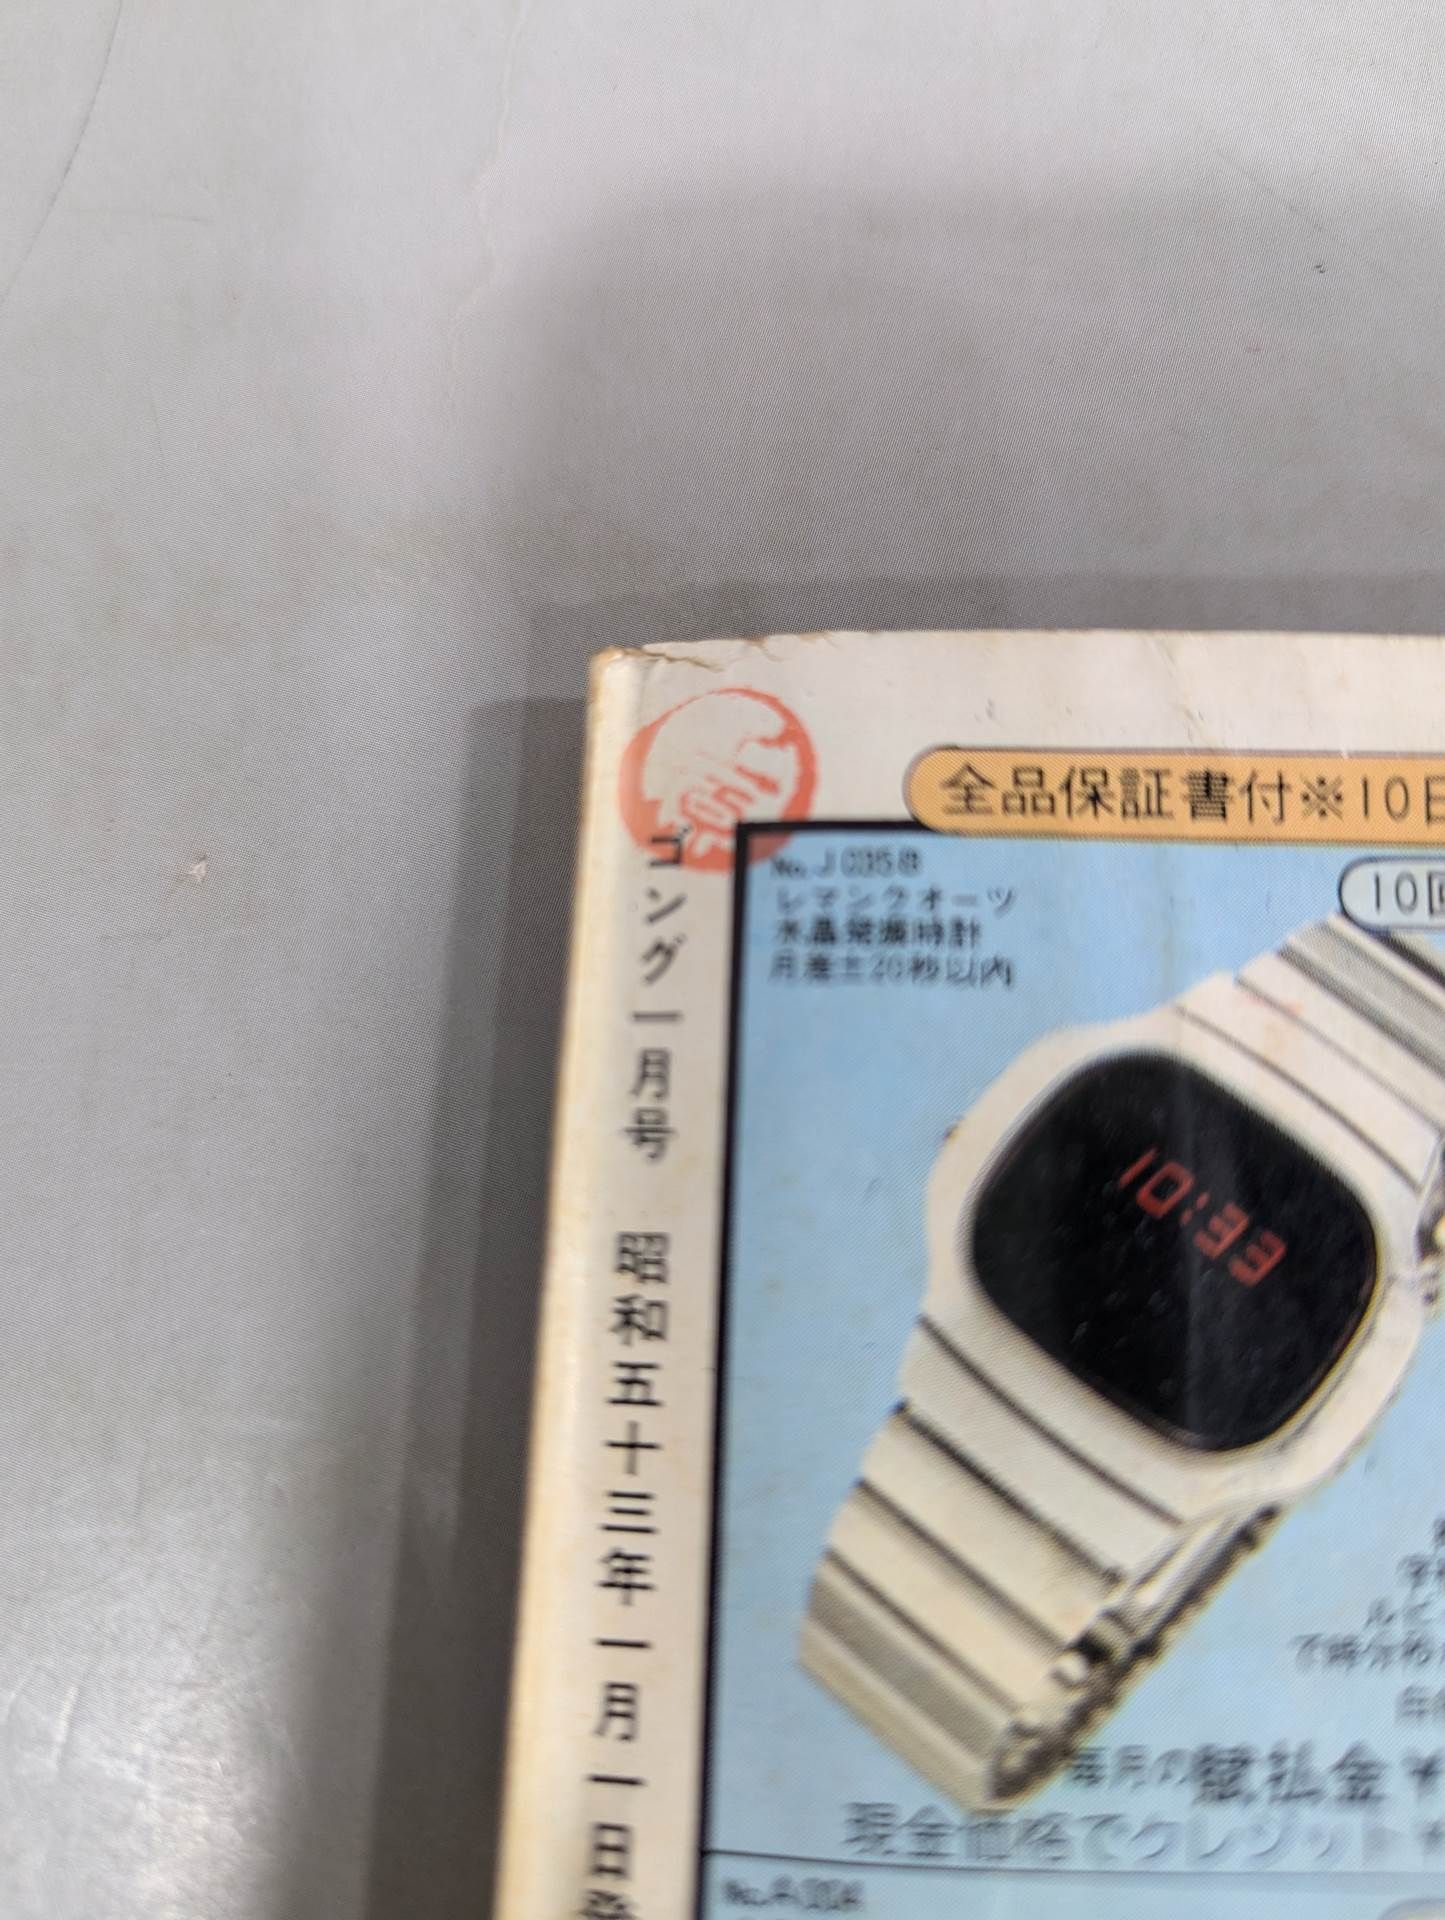 全品保証書付※10日
ゴング一月号 昭和五十三年一月一日発
レマンクオーツ
水晶発振時計
月差±20秒以内
10回
10:33
毎月の賦払金￥
現金価格でクレジット